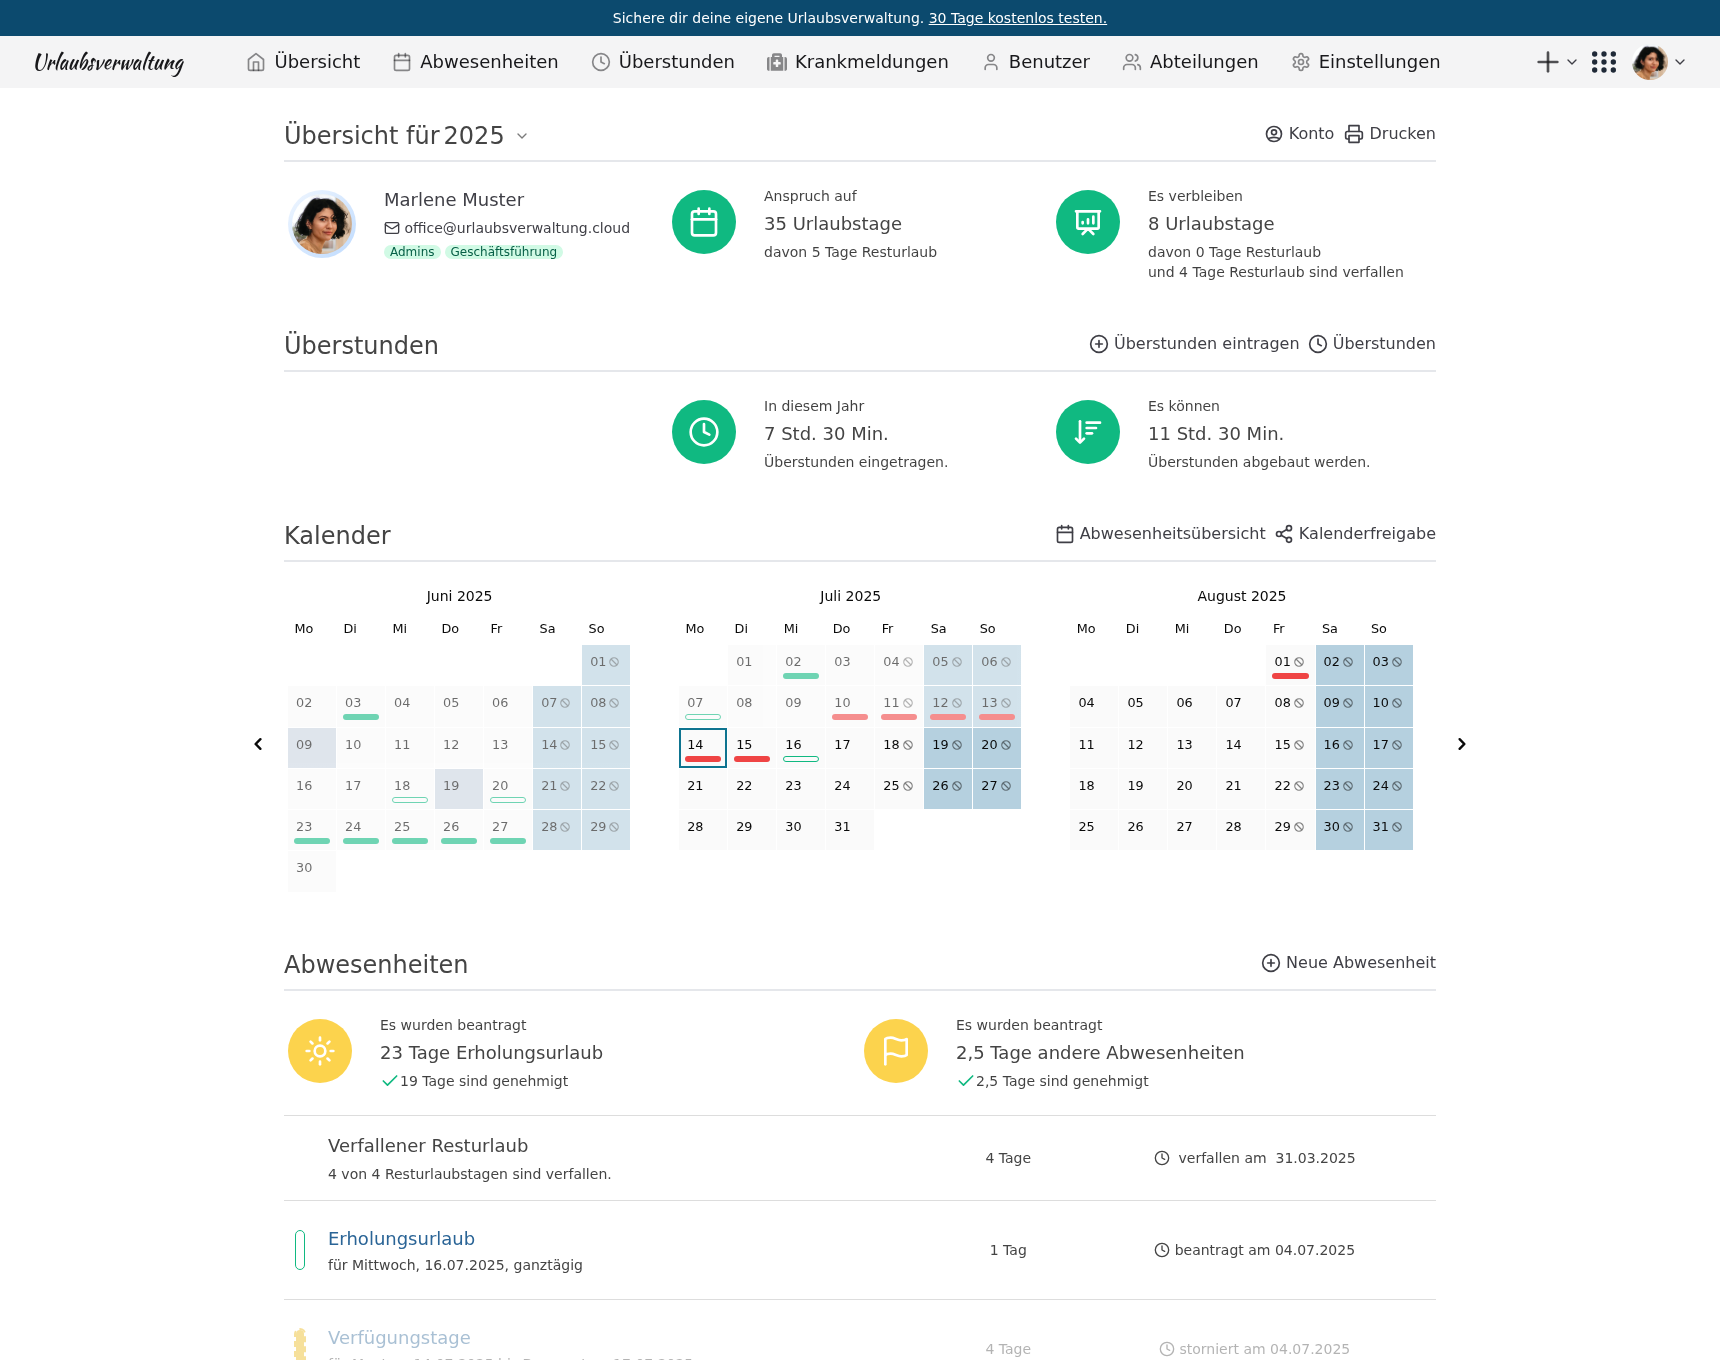 Sichere dir deine eigene Urlaubsverwaltung. 30 Tage kostenlos testen.
Urlaubsverwaltung Übersicht Abwesenheiten Überstunden Krankmeldungen Benutzer Abteilungen Einstellungen
Übersicht für 2025 Konto Drucken
Marlene Muster
office@urlaubsverwaltung.cloud
Admins Geschäftsführung
Anspruch auf
35 Urlaubstage
davon 5 Tage Resturlaub
Es verbleiben
8 Urlaubstage
davon 0 Tage Resturlaub
und 4 Tage Resturlaub sind verfallen
Überstunden Überstunden eintragen Überstunden
In diesem Jahr
7 Std. 30 Min.
Überstunden eingetragen.
Es können
11 Std. 30 Min.
Überstunden abgebaut werden.
Kalender Abwesenheitsübersicht Kalenderfreigabe
Juni 2025
Mo Di Mi Do Fr Sa So
01
02 03 04 05 06 07 08
09 10 11 12 13 14 15
16 17 18 19 20 21 22
23 24 25 26 27 28 29
30
Juli 2025
Mo Di Mi Do Fr Sa So
01 02 03 04 05 06
07 08 09 10 11 12 13
14 15 16 17 18 19 20
21 22 23 24 25 26 27
28 29 30 31
August 2025
Mo Di Mi Do Fr Sa So
01 02 03
04 05 06 07 08 09 10
11 12 13 14 15 16 17
18 19 20 21 22 23 24
25 26 27 28 29 30 31
Abwesenheiten Neue Abwesenheit
Es wurden beantragt
23 Tage Erholungsurlaub
19 Tage sind genehmigt
Es wurden beantragt
2,5 Tage andere Abwesenheiten
2,5 Tage sind genehmigt
Verfallener Resturlaub
4 von 4 Resturlaubstagen sind verfallen.
4 Tage
verfallen am 31.03.2025
Erholungsurlaub
für Mittwoch, 16.07.2025, ganztägig
1 Tag
beantragt am 04.07.2025
Verfügungstage
4 Tage
storniert am 04.07.2025